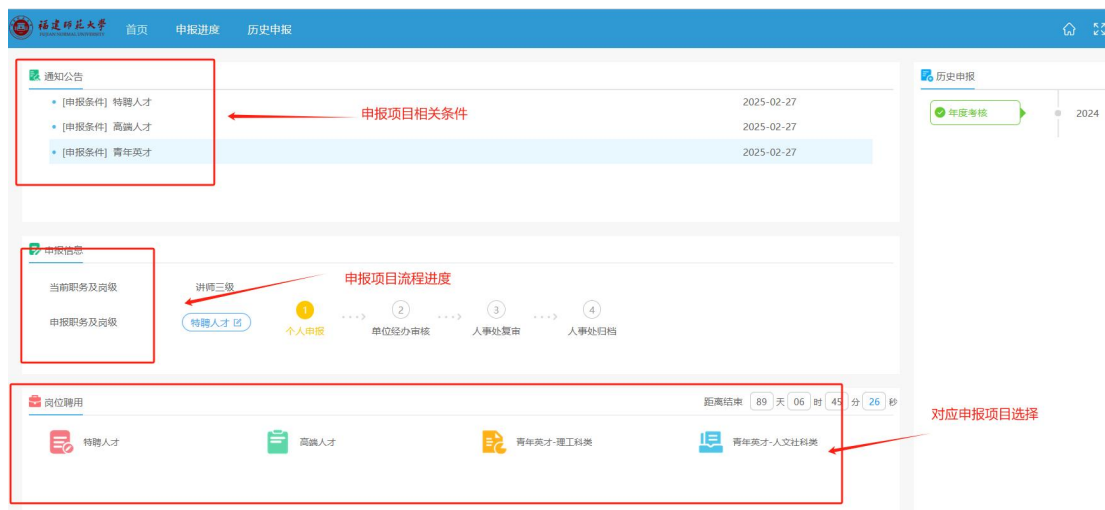 福建师范大学 首页 申报进度 历史申报
通知公告
[申报条件] 特聘人才 2025-02-27
[申报条件] 高端人才 2025-02-27
[申报条件] 青年英才 2025-02-27
申报项目相关条件
历史申报
年度考核 2024
申报信息
申报项目流程进度
当前职务及岗级 讲师三级
申报职务及岗级 特聘人才
1 2 3 4
个人申报 单位经办审核 人事处复审 人事处归档
岗位聘用 距离结束 89 天 06 时 45 分 26 秒
特聘人才 高端人才 青年英才-理工科类 青年英才-人文社科类
对应申报项目选择